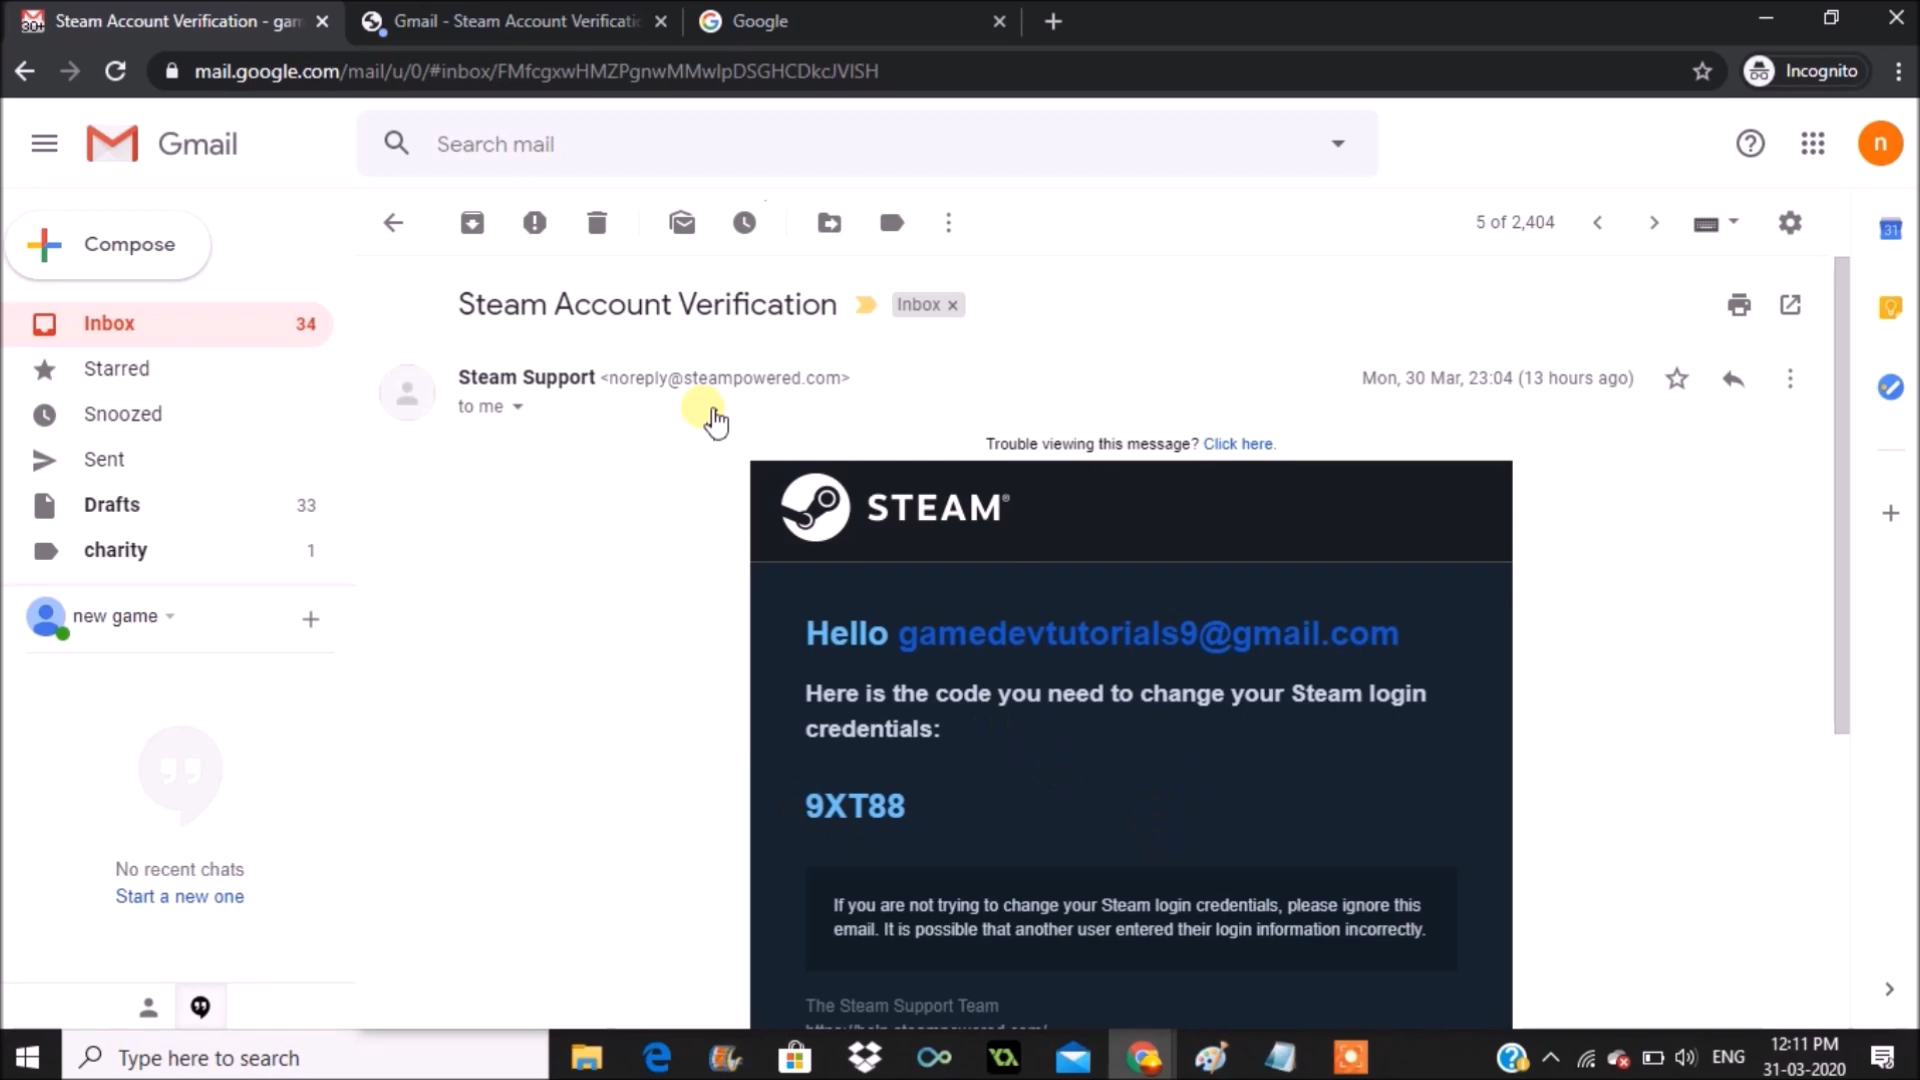 Steam Account Verification - gam
Gmail - Steam Account Verificatio
Google
mail.google.com/mail/u/0/#inbox/FMfcgxwHMZPgnwMMwlpDSGHCDkcJVlSH
Incognito
Gmail
Search mail
n
Compose
5 of 2,404
31
Inbox 34
Starred
Snoozed
Sent
Drafts 33
charity 1
new game
No recent chats
Start a new one
Steam Account Verification
Inbox x
Steam Support <noreply@steampowered.com>
Mon, 30 Mar, 23:04 (13 hours ago)
to me
Trouble viewing this message? Click here.
STEAM®
Hello gamedevtutorials9@gmail.com
Here is the code you need to change your Steam login
credentials:
9XT88
If you are not trying to change your Steam login credentials, please ignore this
email. It is possible that another user entered their login information incorrectly.
The Steam Support Team
Type here to search
ENG
12:11 PM
31-03-2020